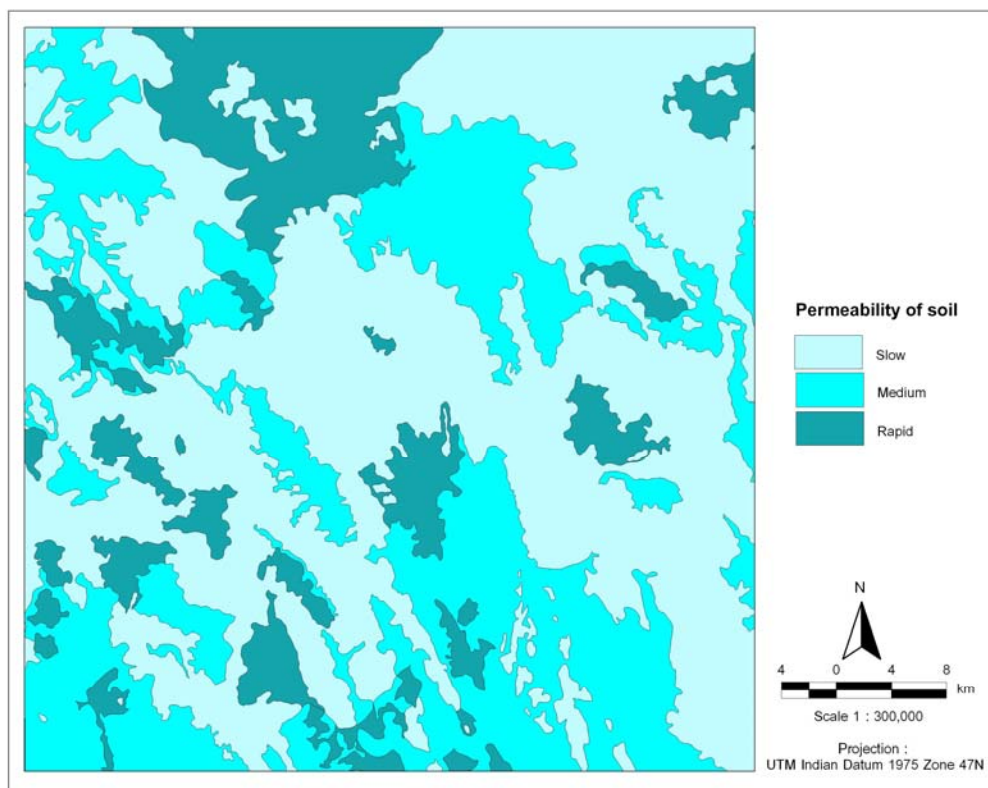 Permeability of soil
Slow
Medium
Rapid
N
4 0 4 8
km
Scale 1 : 300,000
Projection :
UTM Indian Datum 1975 Zone 47N